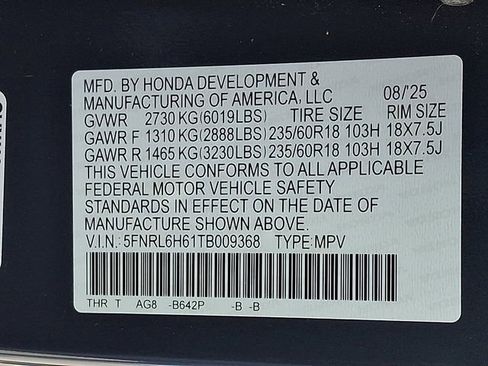 MFD. BY HONDA DEVELOPMENT &
MANUFACTURING OF AMERICA, LLC 08/25
GVWR 2730 KG(6019LBS) TIRE SIZE RIM SIZE
GAWR F 1310 KG(2888LBS) 235/60R18 103H 18X7.5J
GAWR R 1465 KG(3230LBS) 235/60R18 103H 18X7.5J
THIS VEHICLE CONFORMS TO ALL APPLICABLE
FEDERAL MOTOR VEHICLE SAFETY
STANDARDS IN EFFECT ON THE DATE OF
MANUFACTURE SHOWN ABOVE.
V.I.N.: 5FNRL6H61TB009368 TYPE:MPV
THR T AG8 -B642P -B -B